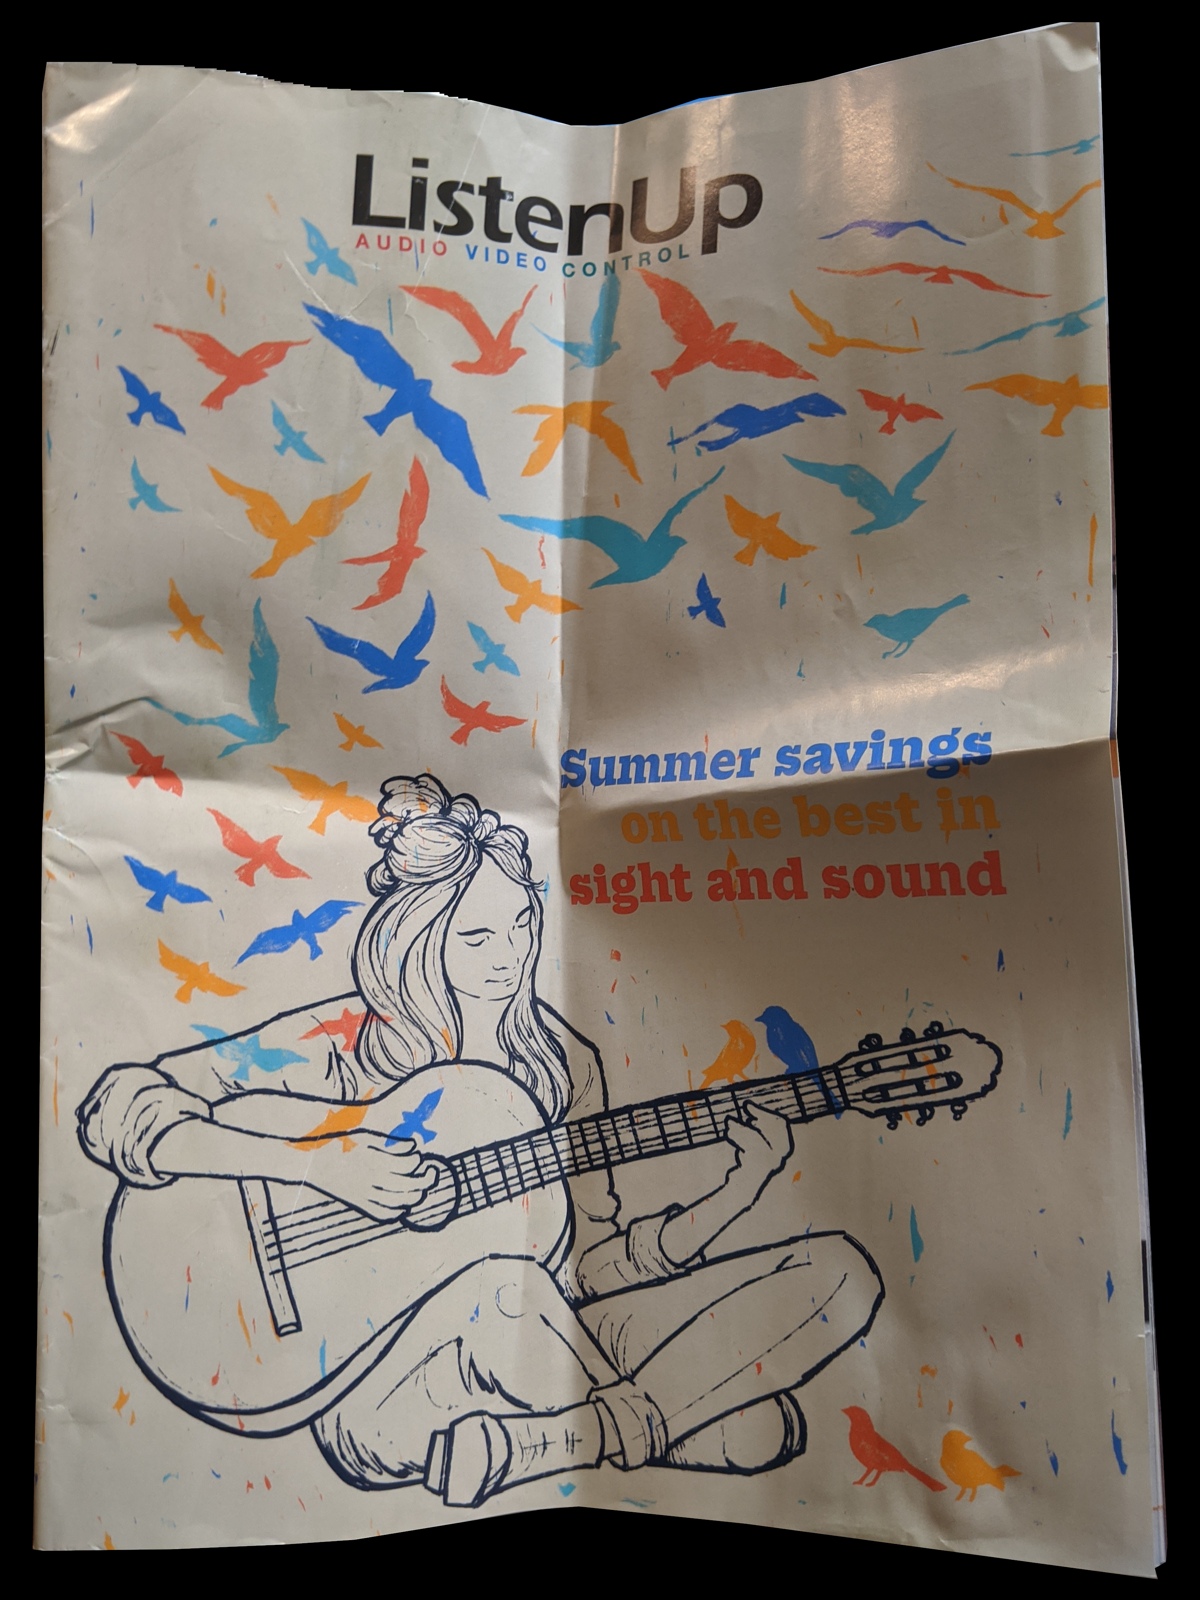 ListenUp
AUDIO VIDEO CONTROL
Summer savings
on the best in
sight and sound